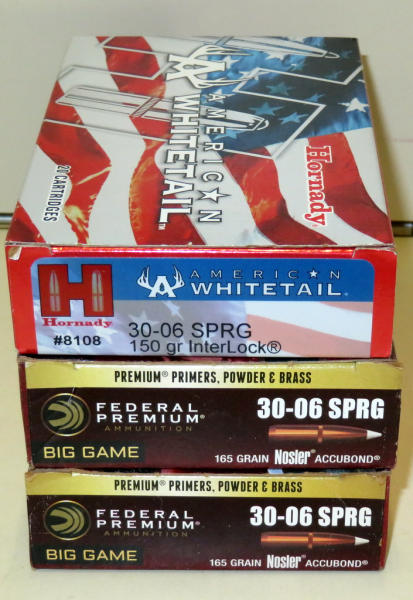 AMERICAN
WHITETAIL™
Hornady
20 CARTRIDGES
H
Hornady
#8108
AMERICAN
WHITETAIL®
30-06 SPRG
150 gr InterLock®
PREMIUM® PRIMERS, POWDER & BRASS
FEDERAL
PREMIUM®
AMMUNITION
BIG GAME
30-06 SPRG
165 GRAIN Nosler® ACCUBOND®
PREMIUM® PRIMERS, POWDER & BRASS
FEDERAL
PREMIUM®
AMMUNITION
BIG GAME
30-06 SPRG
165 GRAIN Nosler® ACCUBOND®